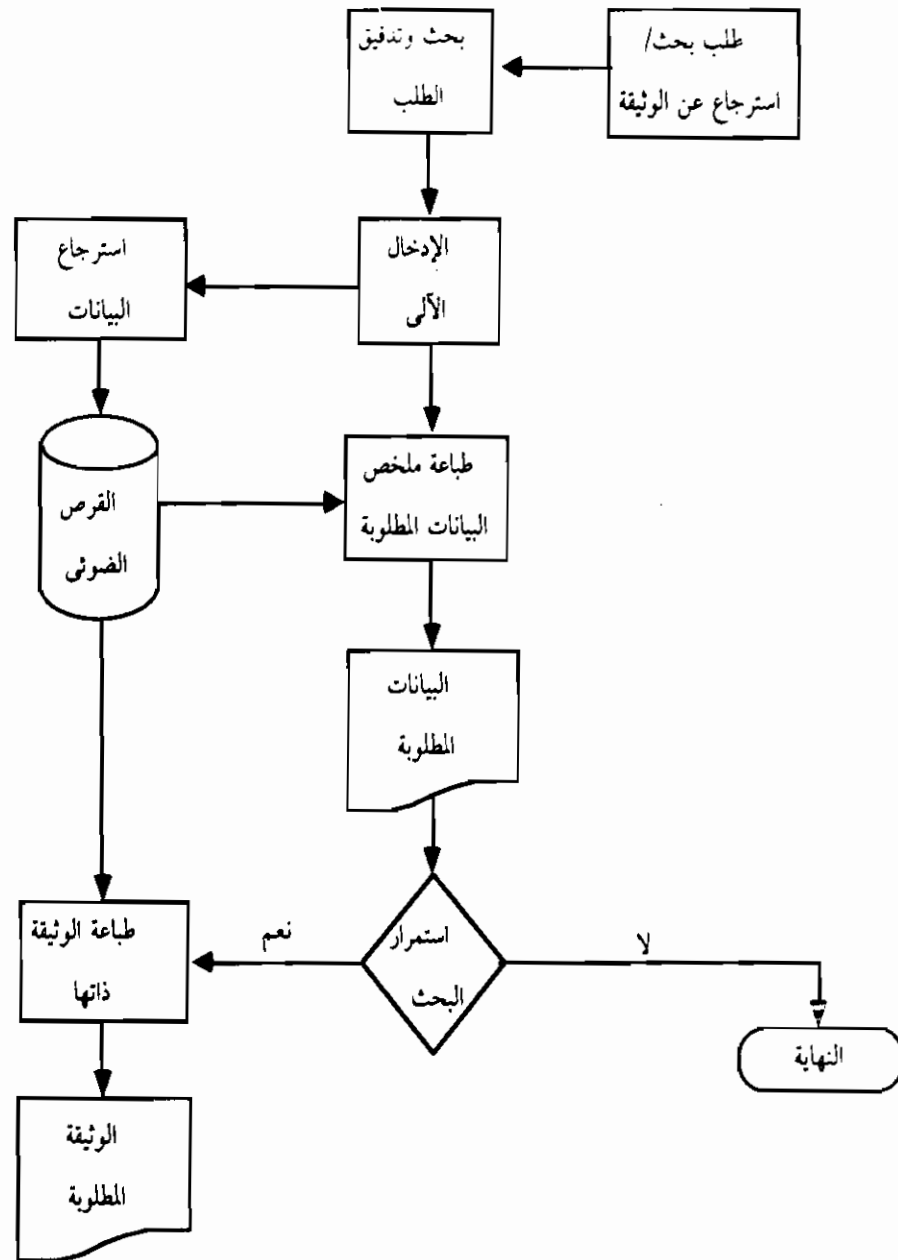 طلب بحث/
استرجاع عن الوثيقة
بحث وتدقيق
الطلب
الإدخال
الآلى
استرجاع
البيانات
القرص
الضوئى
طباعة ملخص
البيانات المطلوبة
البيانات
المطلوبة
استمرار
البحث
لا
نعم
النهاية
طباعة الوثيقة
ذاتها
الوثيقة
المطلوبة